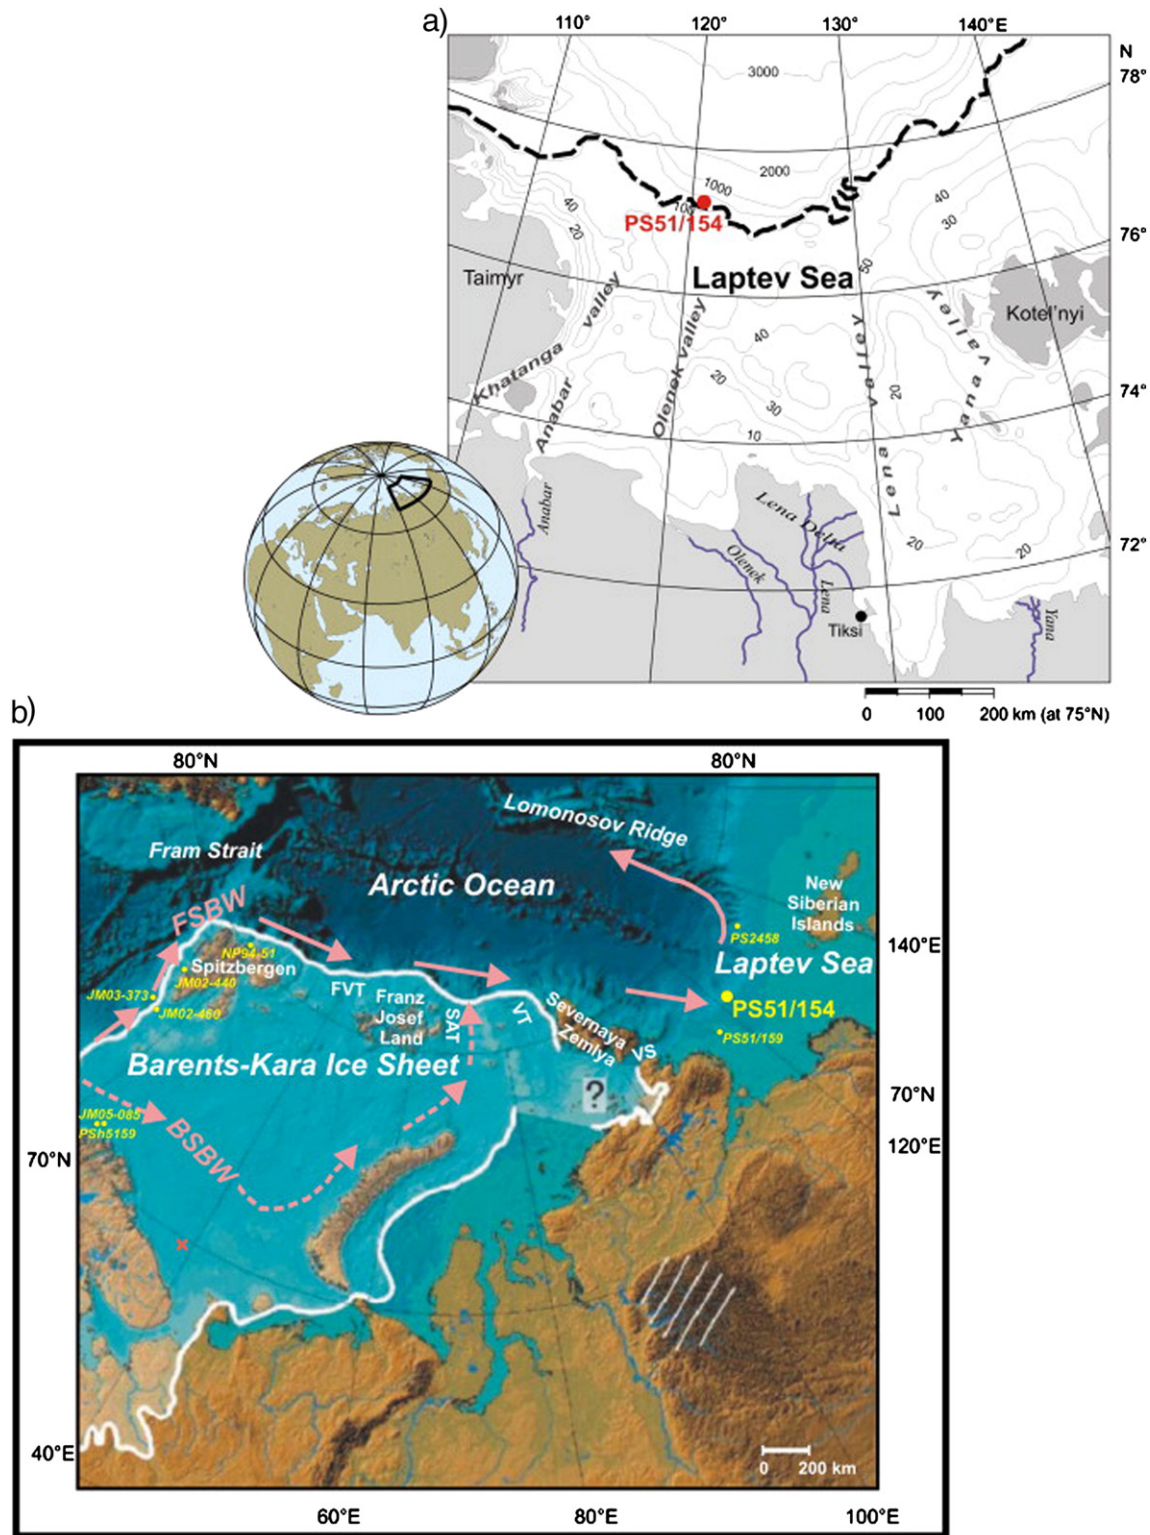 a)
110°
120°
130°
140°E
N
78°
3000
2000
1000
100
PS51/154
40
20
40
30
76°
Laptev Sea
50
Taimyr
Kotel'nyi
Khatanga valley
Anabar
Olenek valley
valley
Lena
Yana valley
40
20
30
20
10
74°
Anabar
Lena Delta
Olenek
Lena
20
20
72°
Tiksi
Yana
0 100 200 km (at 75°N)
b)
80°N
80°N
Lomonosov Ridge
Fram Strait
Arctic Ocean
New
Siberian
Islands
FSBW
PS2458
140°E
NP94-51
Spitzbergen
JM02-440
Laptev Sea
FVT
JM03-373
JM02-460
Franz
Josef
Land
SAT
VT
Severnaya
Zemlya
VS
PS51/154
PS51/159
Barents-Kara Ice Sheet
?
70°N
JM05-085
PSh5159
BSBW
120°E
70°N
40°E
0 200 km
60°E
80°E
100°E